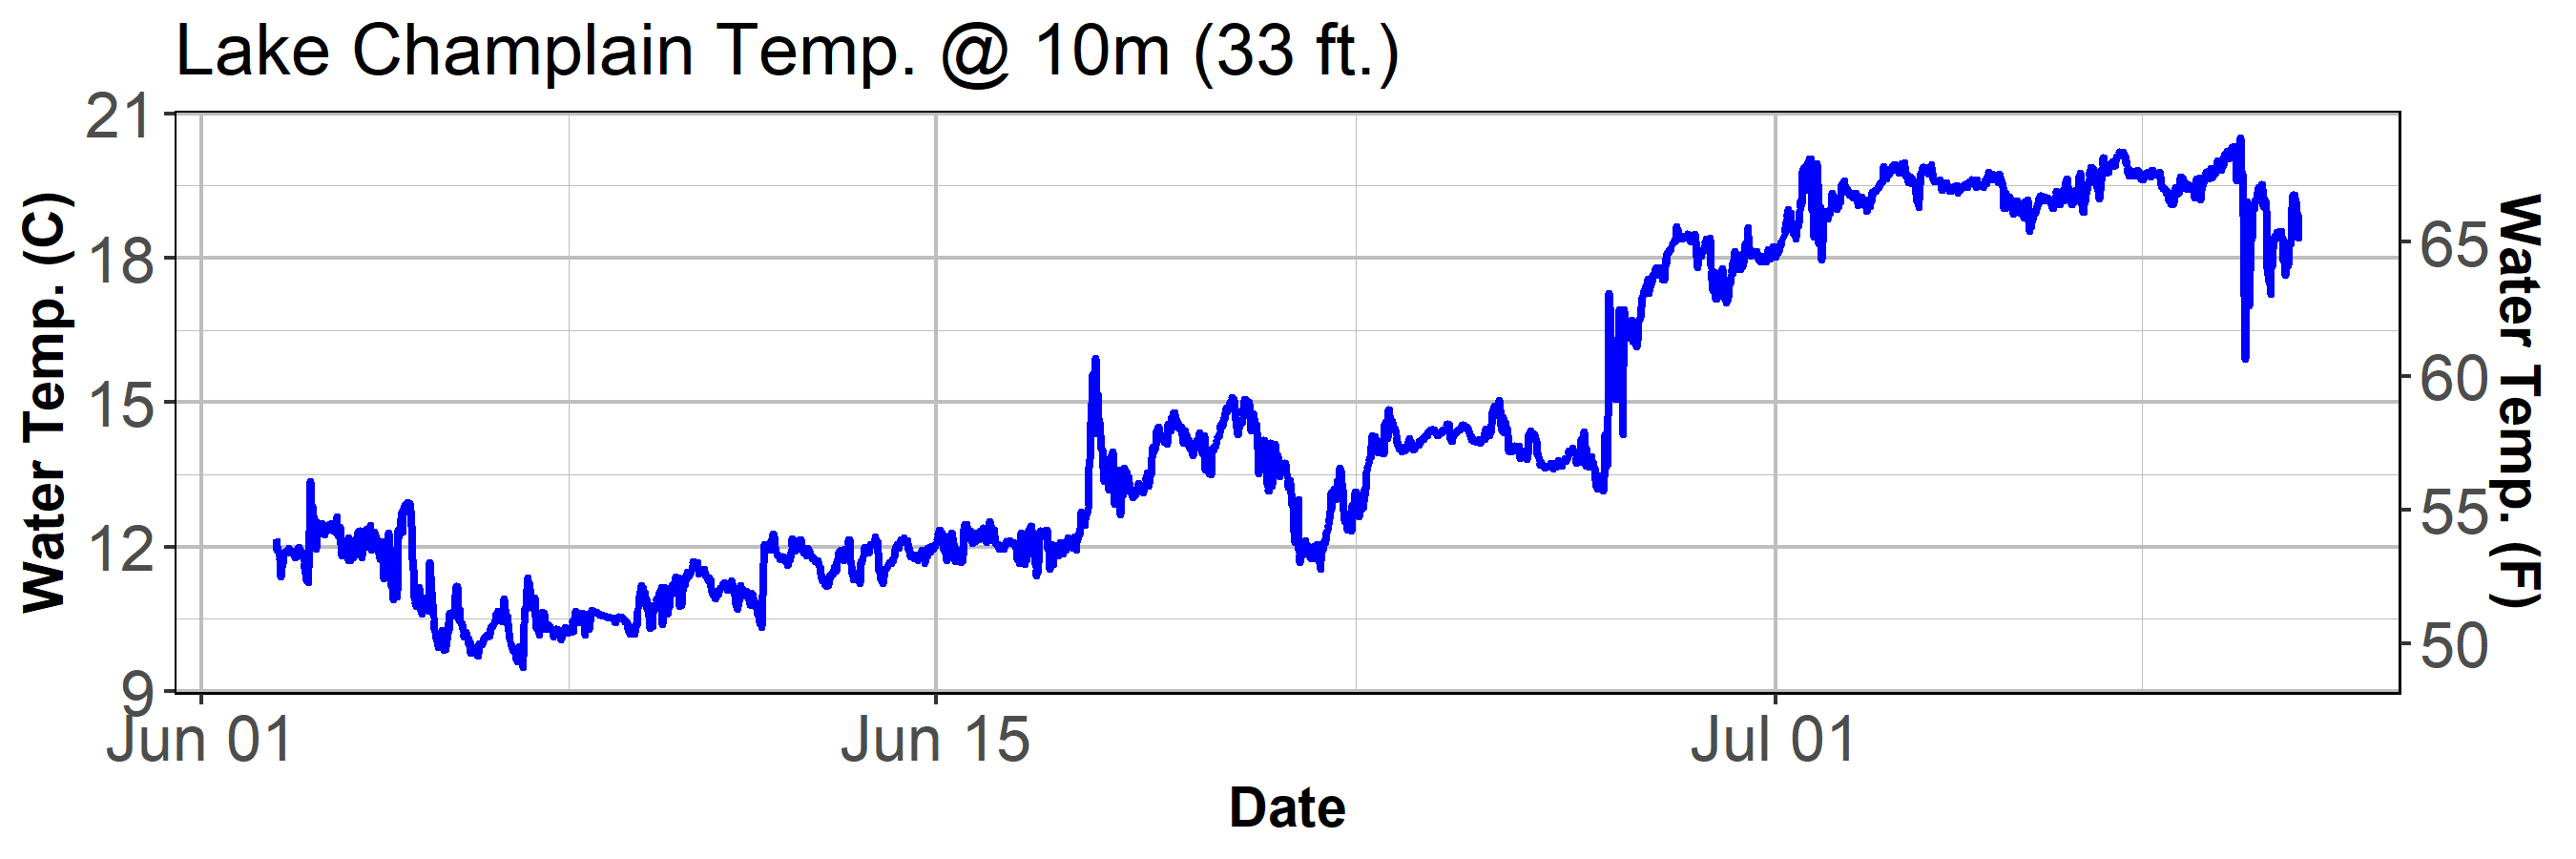 Lake Champlain Temp. @ 10m (33 ft.)
Water Temp. (C)
21
18
15
12
9
65
60
55
50
Water Temp. (F)
Jun 01
Jun 15
Jul 01
Date